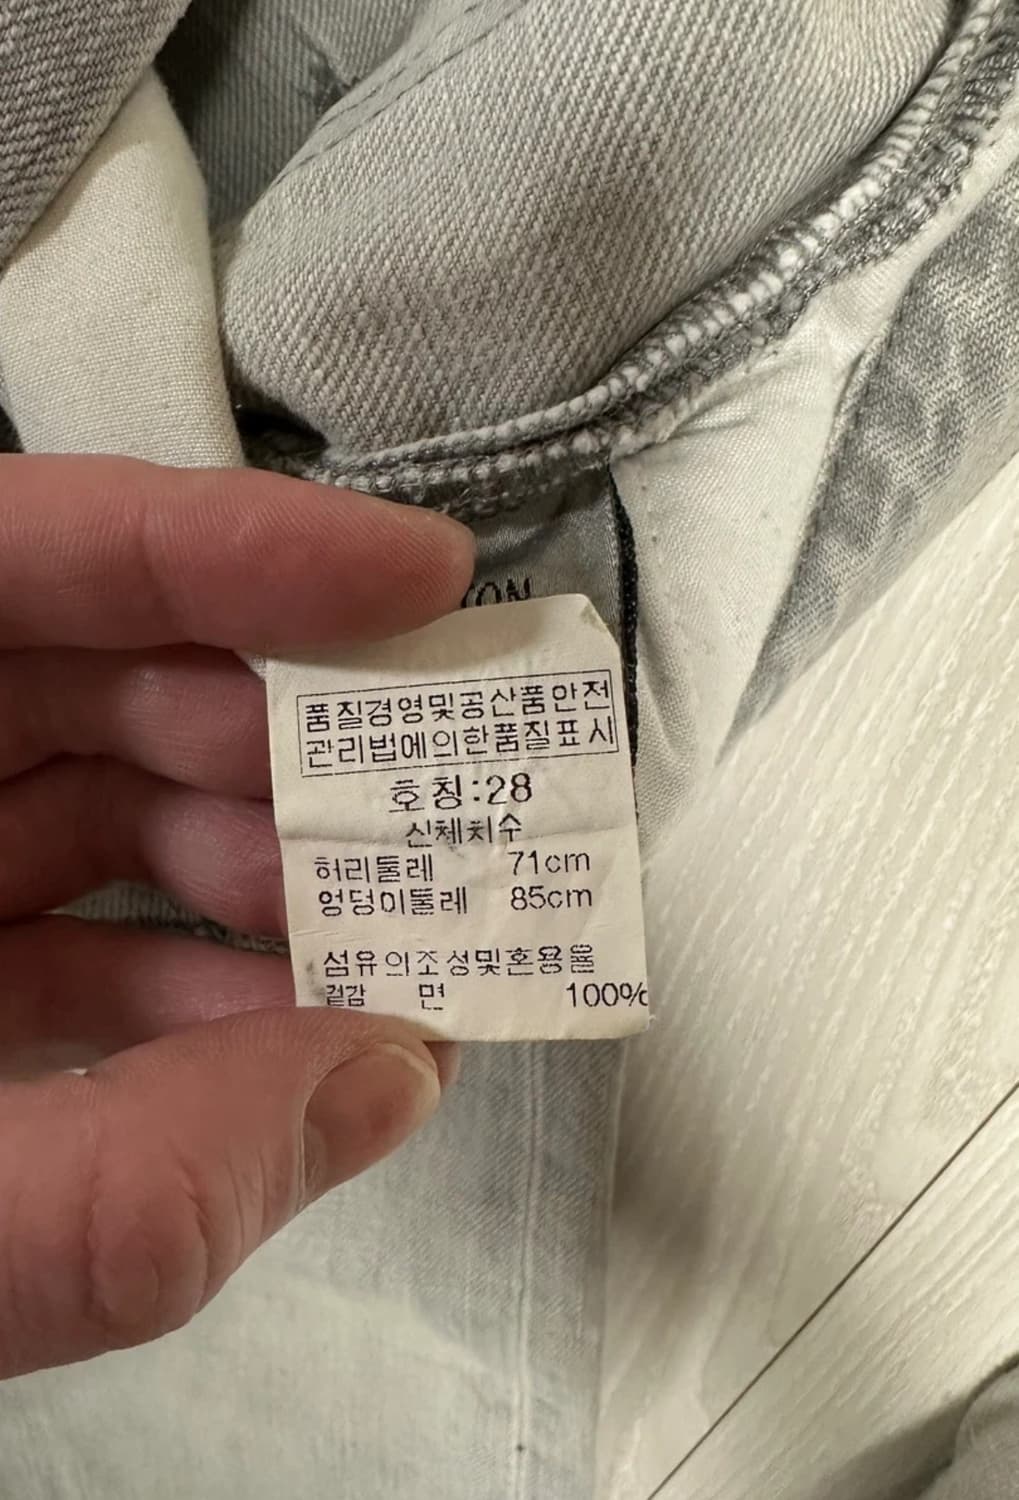 품질경영및공산품안전
관리법에의한품질표시
호칭:28
신체치수
허리둘레 71cm
엉덩이둘레 85cm
섬유의조성및혼용율
겉감 면 100%